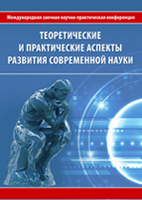 Международная заочная научно-практическая конференция
ТЕОРЕТИЧЕСКИЕ
И ПРАКТИЧЕСКИЕ АСПЕКТЫ
РАЗВИТИЯ СОВРЕМЕННОЙ НАУКИ